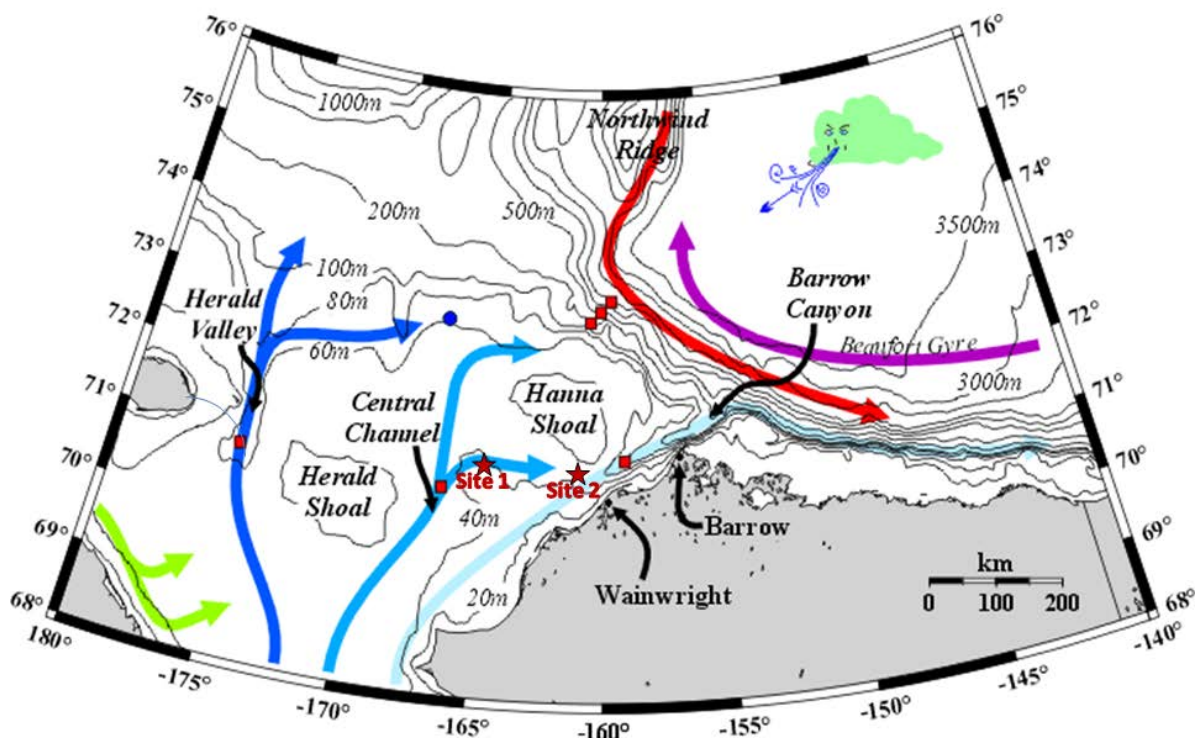 76°
76°
75°
75°
74°
74°
73°
73°
72°
72°
71°
71°
70°
70°
69°
69°
68°
68°
180°
-175°
-170°
-165°
-160°
-155°
-150°
-145°
-140°
1000m
Northwind
Ridge
200m
500m
3500m
100m
80m
60m
Herald
Valley
Barrow
Canyon
Beaufort Gyre
3000m
Central
Channel
Hanna
Shoal
Herald
Shoal
Site 1
Site 2
40m
20m
Barrow
Wainwright
km
0 100 200